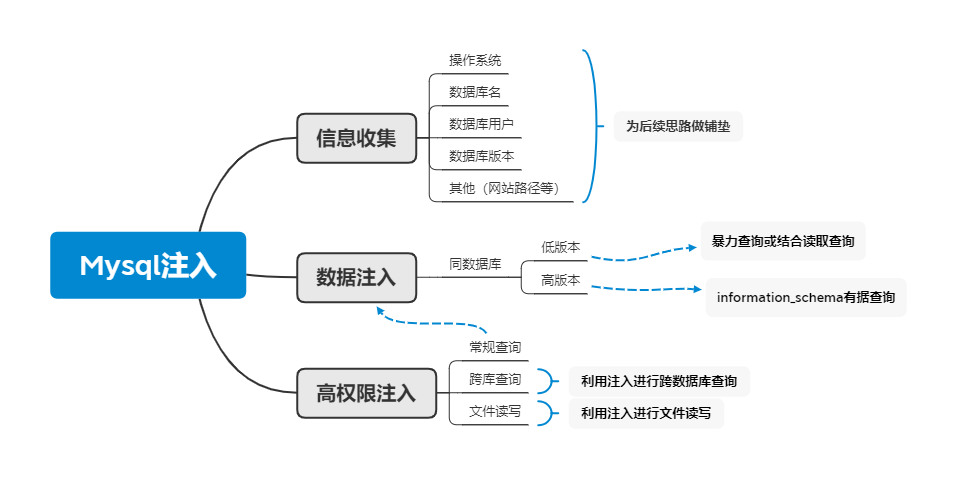 Mysql注入
信息收集
操作系统
数据库名
数据库用户
数据库版本
其他（网站路径等）
为后续思路做铺垫
数据注入
同数据库
低版本
暴力查询或结合读取查询
高版本
information_schema有据查询
高权限注入
常规查询
跨库查询
利用注入进行跨数据库查询
文件读写
利用注入进行文件读写